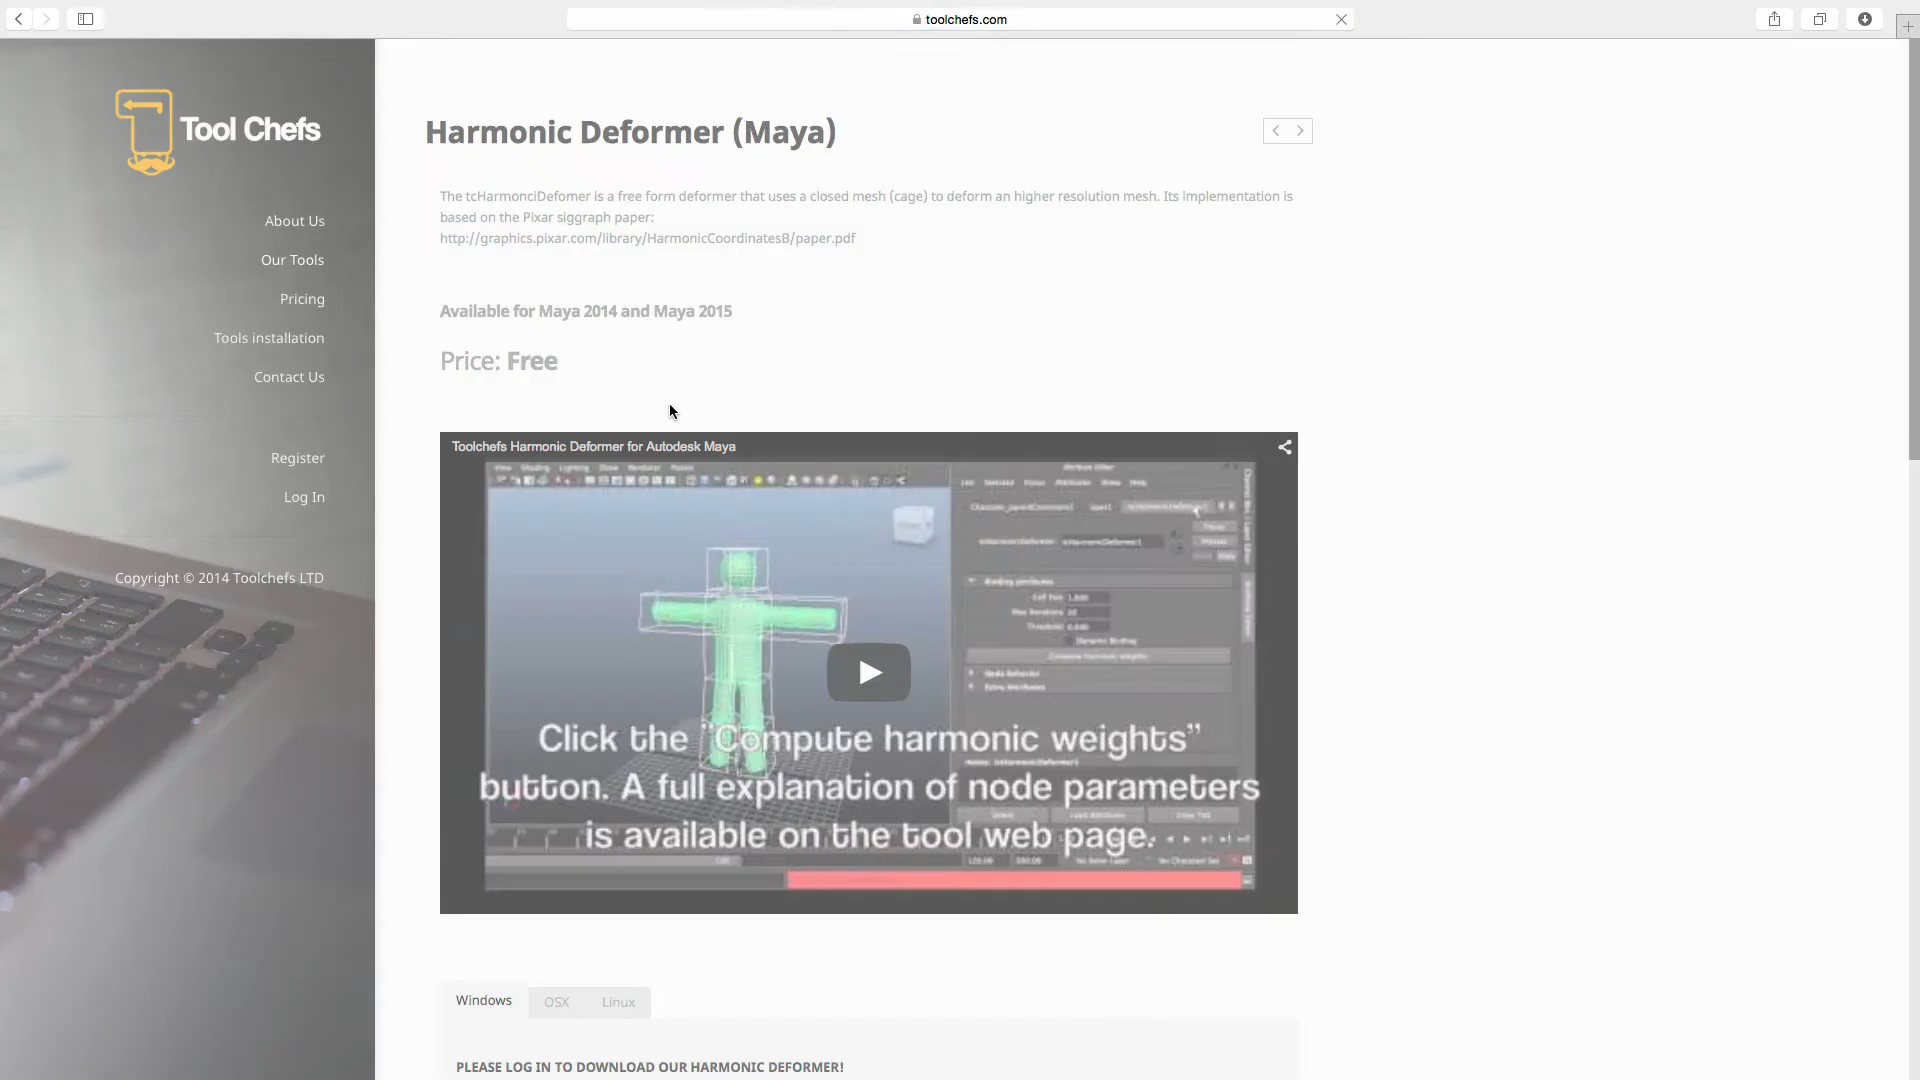 toolchefs.com
Tool Chefs
About Us
Our Tools
Pricing
Tools installation
Contact Us
Register
Log In
Copyright © 2014 Toolchefs LTD
Harmonic Deformer (Maya)
The tcHarmonciDefomer is a free form deformer that uses a closed mesh (cage) to deform an higher resolution mesh. Its implementation is
based on the Pixar siggraph paper:
http://graphics.pixar.com/library/HarmonicCoordinatesB/paper.pdf
Available for Maya 2014 and Maya 2015
Price: Free
Toolchefs Harmonic Deformer for Autodesk Maya
Click the "Compute harmonic weights"
button. A full explanation of node parameters
is available on the tool web page.
Windows OSX Linux
PLEASE LOG IN TO DOWNLOAD OUR HARMONIC DEFORMER!